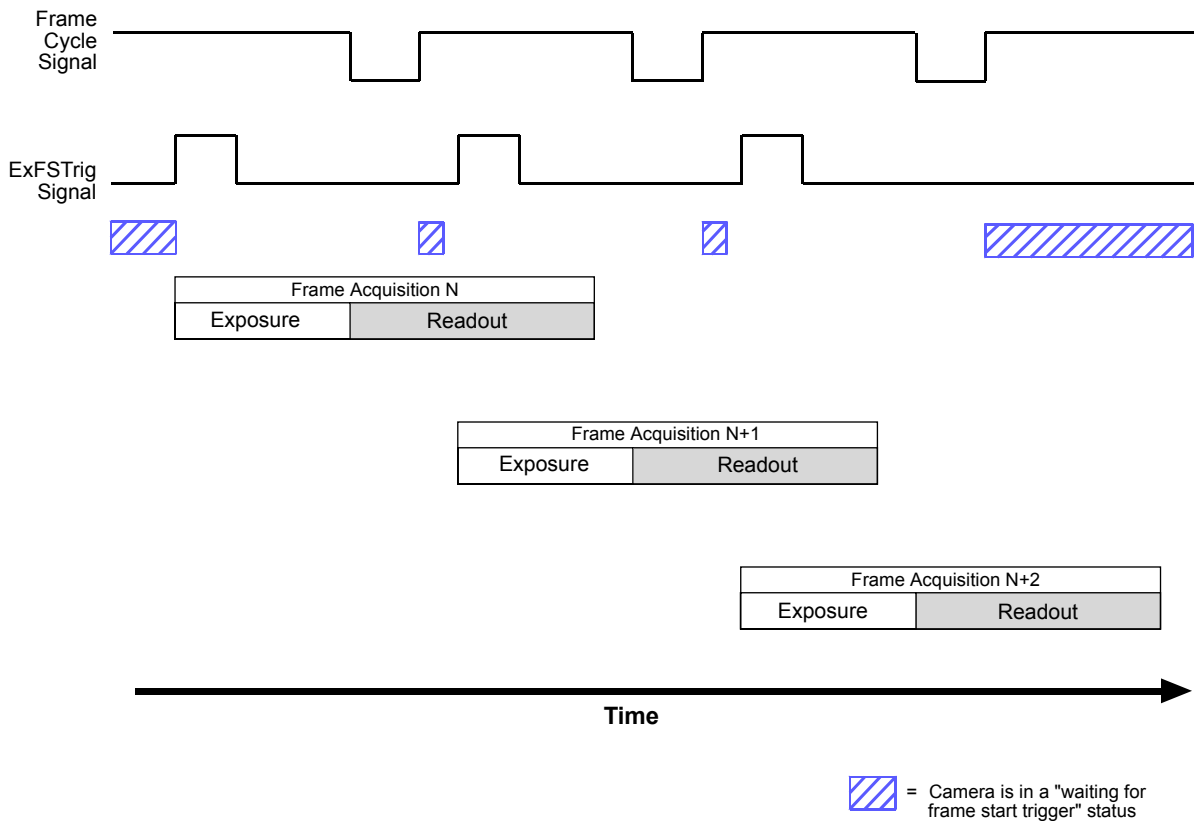 Frame
Cycle
Signal
ExFSTrig
Signal
Frame Acquisition N
Exposure
Readout
Frame Acquisition N+1
Exposure
Readout
Frame Acquisition N+2
Exposure
Readout
Time
= Camera is in a "waiting for
frame start trigger" status